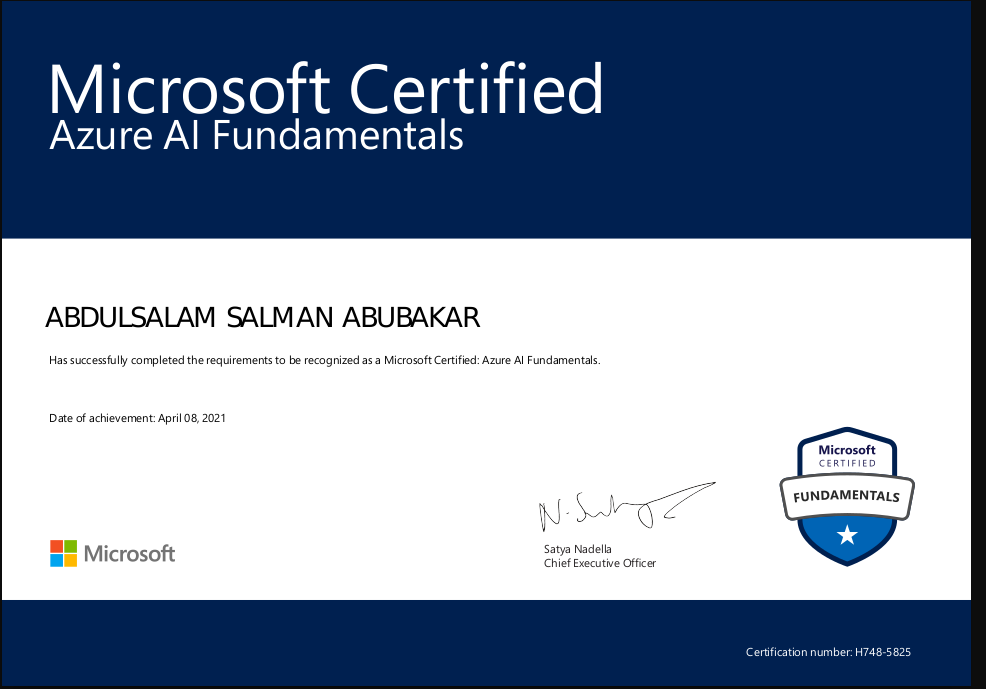 Microsoft Certified
Azure AI Fundamentals
ABDULSALAM SALMAN ABUBAKAR
Has successfully completed the requirements to be recognized as a Microsoft Certified: Azure AI Fundamentals.
Date of achievement: April 08, 2021
Microsoft
CERTIFIED
FUNDAMENTALS
Satya Nadella
Chief Executive Officer
Microsoft
Certification number: H748-5825